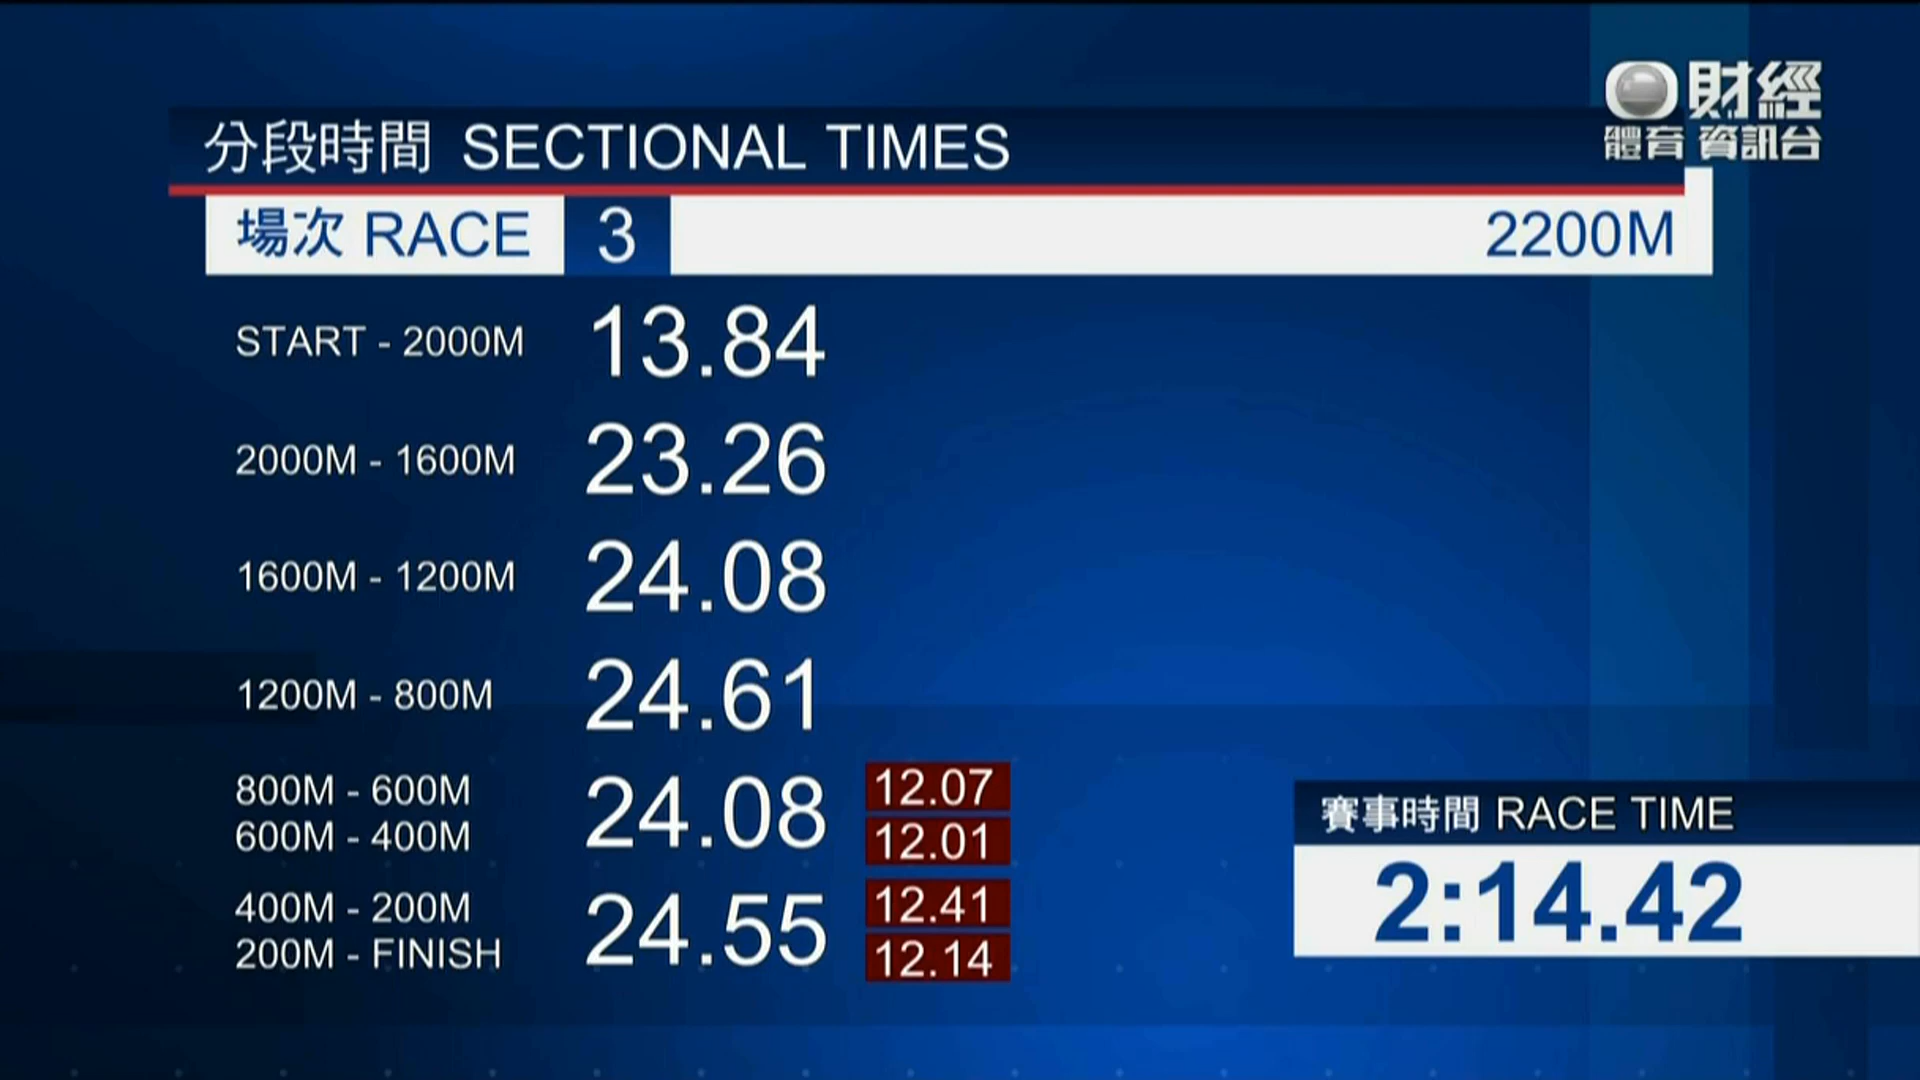 財經
體育 資訊台
分段時間 SECTIONAL TIMES
場次 RACE 3 2200M
START - 2000M 13.84
2000M - 1600M 23.26
1600M - 1200M 24.08
1200M - 800M 24.61
800M - 600M 24.08 12.07
600M - 400M 12.01
400M - 200M 24.55 12.41
200M - FINISH 12.14
賽事時間 RACE TIME
2:14.42